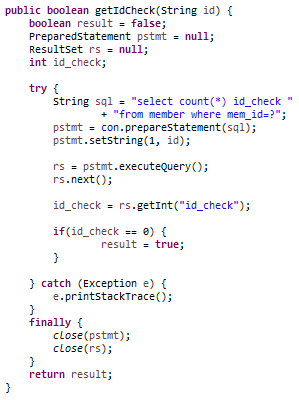 public boolean getIdCheck(String id) {
    boolean result = false;
    PreparedStatement pstmt = null;
    ResultSet rs = null;
    int id_check;

    try {
        String sql = "select count(*) id_check "
                + "from member where mem_id=?";
        pstmt = con.prepareStatement(sql);
        pstmt.setString(1, id);

        rs = pstmt.executeQuery();
        rs.next();

        id_check = rs.getInt("id_check");

        if(id_check == 0) {
                result = true;
        }

    } catch (Exception e) {
        e.printStackTrace();
    }
    finally {
        close(pstmt);
        close(rs);
    }
    return result;
}